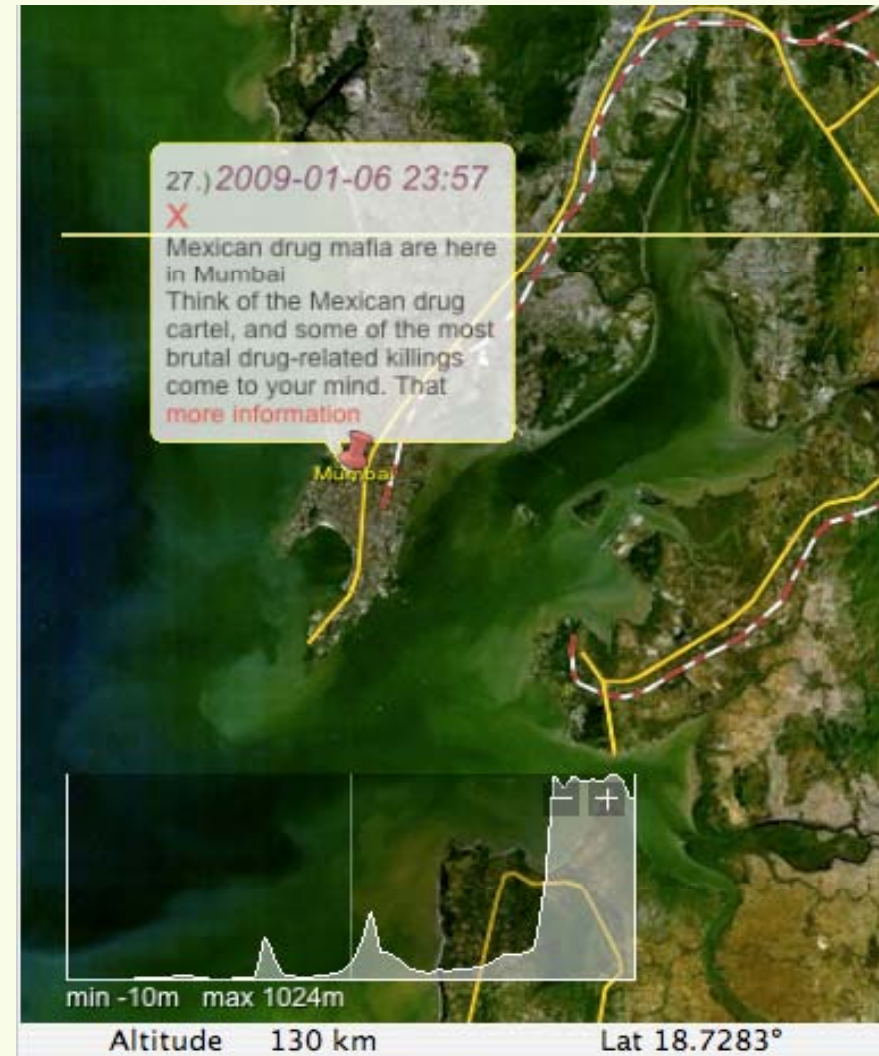 27.) 2009-01-06 23:57
X
Mexican drug mafia are here
in Mumbai
Think of the Mexican drug
cartel, and some of the most
brutal drug-related killings
come to your mind. That
more information
Mumbai
− +
min -10m max 1024m
Altitude 130 km Lat 18.7283°